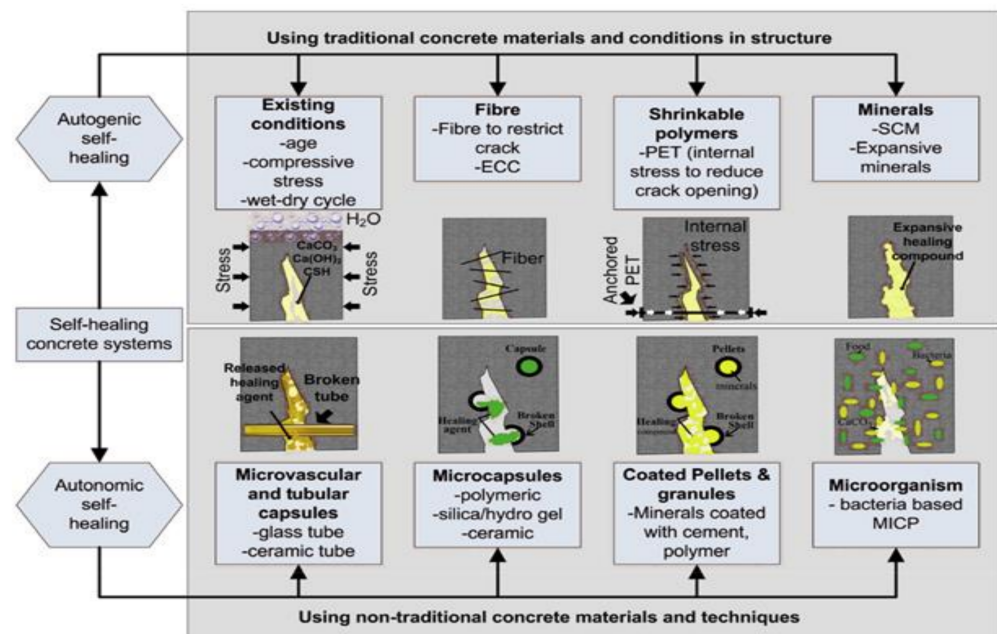 Using traditional concrete materials and conditions in structure
Autogenic
self-
healing
Existing
conditions
-age
-compressive
stress
-wet-dry cycle
Fibre
-Fibre to restrict
crack
-ECC
Shrinkable
polymers
-PET (internal
stress to reduce
crack opening)
Minerals
-SCM
-Expansive
minerals
H₂O
CaCO₃
Ca(OH)₂
CSH
Stress
Stress
Fiber
Internal
stress
Anchored
PET
Expansive
healing
compound
Self-healing
concrete systems
Released
healing
agent
Broken
tube
Capsule
Healing
agent
Broken
Shell
Pellets
minerals
Healing
compound
Broken
Shell
Food
Bacteria
CaCO₃
Autonomic
self-
healing
Microvascular
and tubular
capsules
-glass tube
-ceramic tube
Microcapsules
-polymeric
-silica/hydro gel
-ceramic
Coated Pellets &
granules
-Minerals coated
with cement,
polymer
Microorganism
- bacteria based
MICP
Using non-traditional concrete materials and techniques